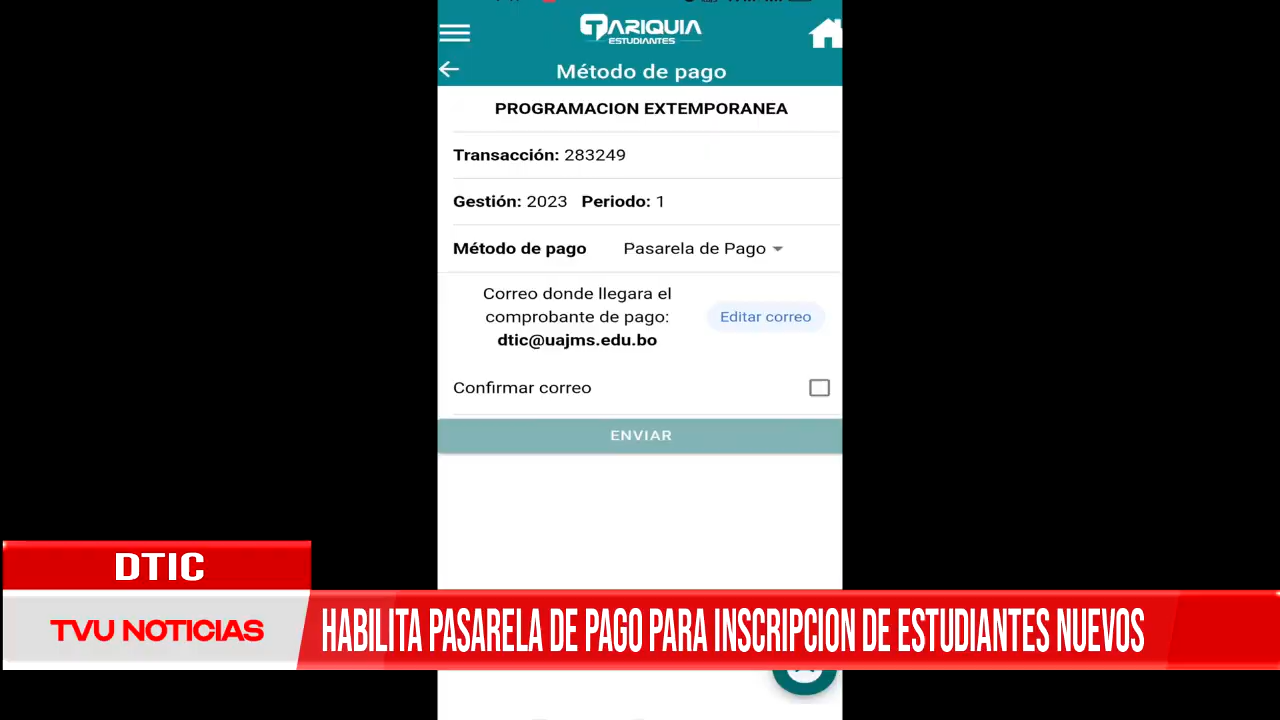 TARIQUIA
ESTUDIANTES
Método de pago
PROGRAMACION EXTEMPORANEA
Transacción: 283249
Gestión: 2023 Periodo: 1
Método de pago Pasarela de Pago
Correo donde llegara el
comprobante de pago:
dtic@uajms.edu.bo
Editar correo
Confirmar correo
ENVIAR
DTIC
TVU NOTICIAS
HABILITA PASARELA DE PAGO PARA INSCRIPCION DE ESTUDIANTES NUEVOS